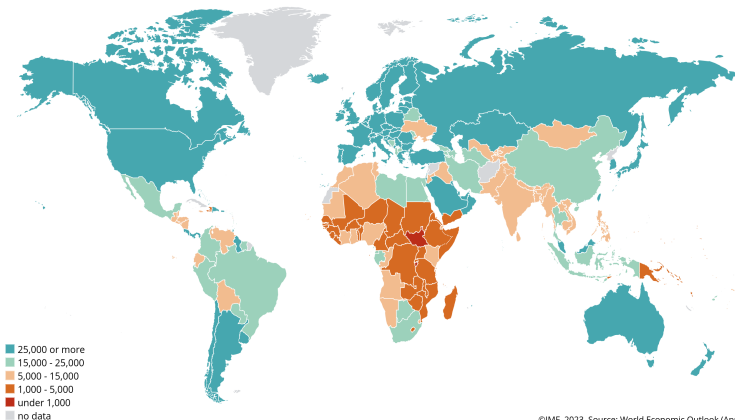 25,000 or more
15,000 - 25,000
5,000 - 15,000
1,000 - 5,000
under 1,000
no data
©IMF, 2023, Source: World Economic Outlook